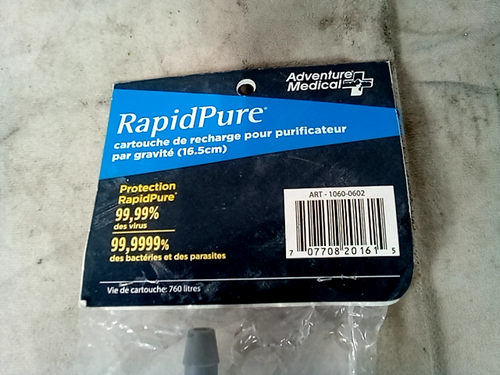 Adventure®
Medical
RapidPure®
cartouche de recharge pour purificateur
par gravité (16.5cm)
Protection
RapidPure®
99,99%
des virus
99,9999%
des bactéries et des parasites
ART - 1060-0602
7 07708 20161 5
Vie de cartouche: 760 litres